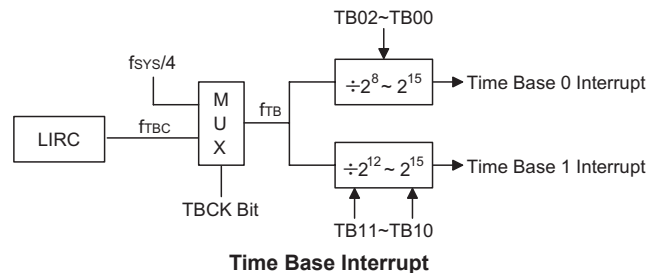 TB02~TB00
fSYS/4
÷2^8 ~ 2^15
Time Base 0 Interrupt
M
U
X
fTB
LIRC
fTBC
÷2^12 ~ 2^15
Time Base 1 Interrupt
TBCK Bit
TB11~TB10
Time Base Interrupt